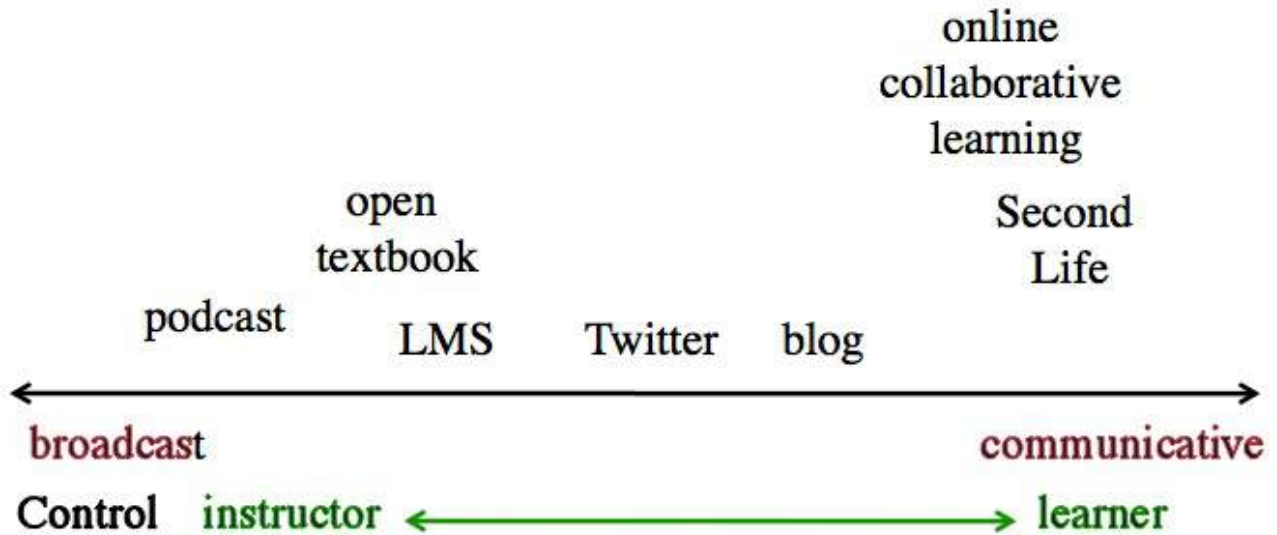 online
collaborative
learning
open
textbook
Second
Life
podcast
LMS Twitter blog
broadcast communicative
Control instructor learner